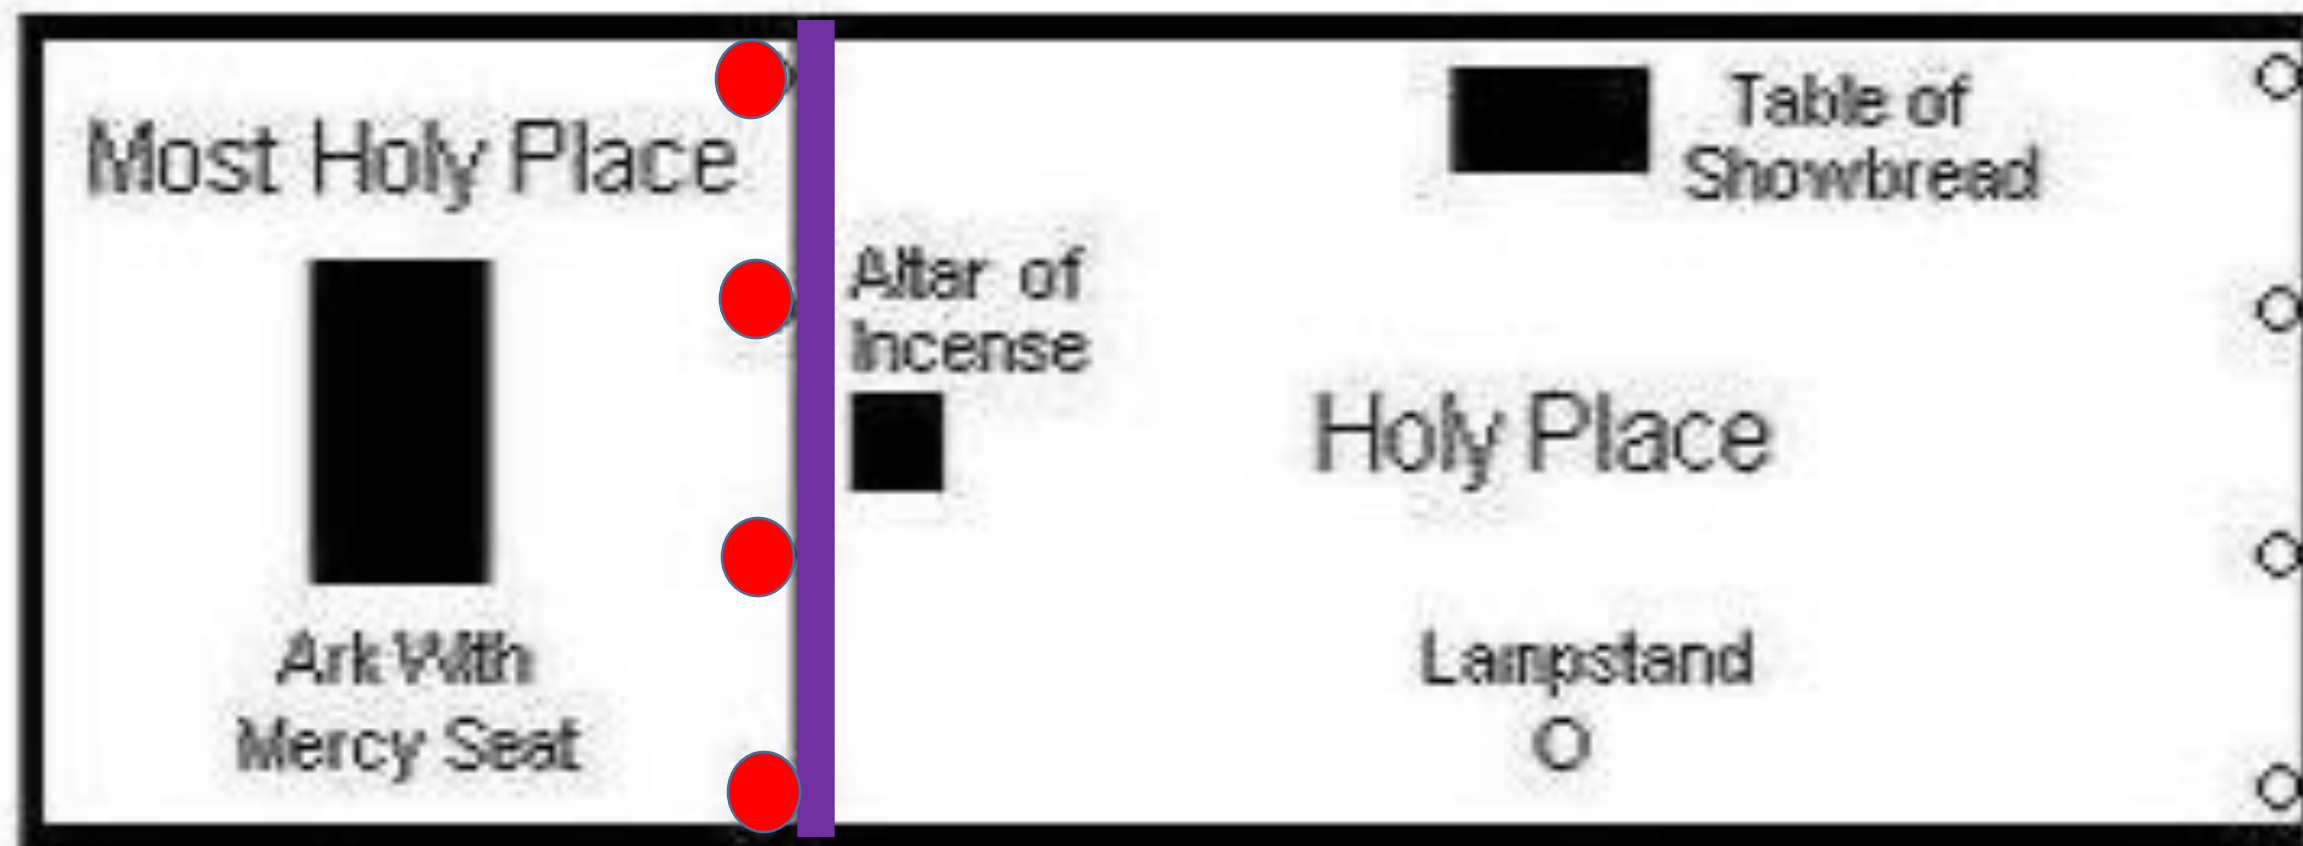 Most Holy Place
Ark With
Mercy Seat
Altar of
Incense
Table of
Showbread
Holy Place
Lampstand